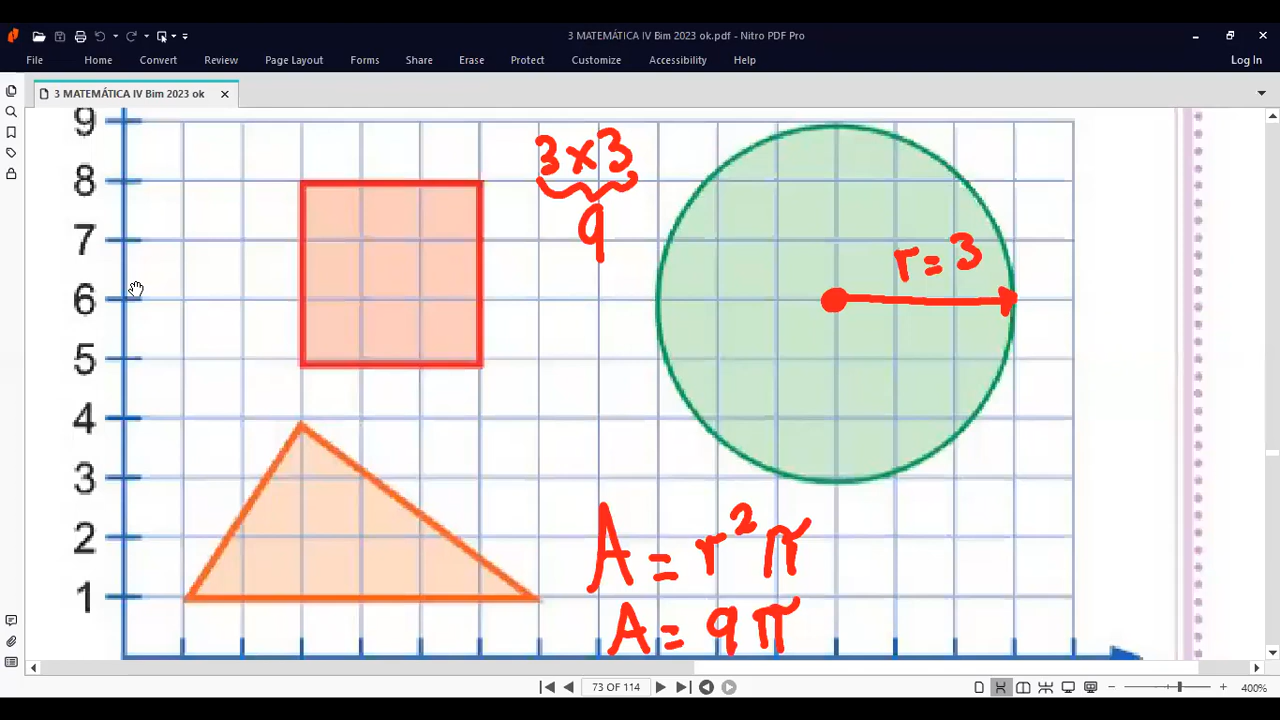 3 MATEMÁTICA IV Bim 2023 ok.pdf - Nitro PDF Pro
File Home Convert Review Page Layout Forms Share Erase Protect Customize Accessibility Help Log In
3 MATEMÁTICA IV Bim 2023 ok
9
3x3
8
9
7
r=3
6
5
4
3
A=r²π
2
1
A=9π
73 OF 114
400%